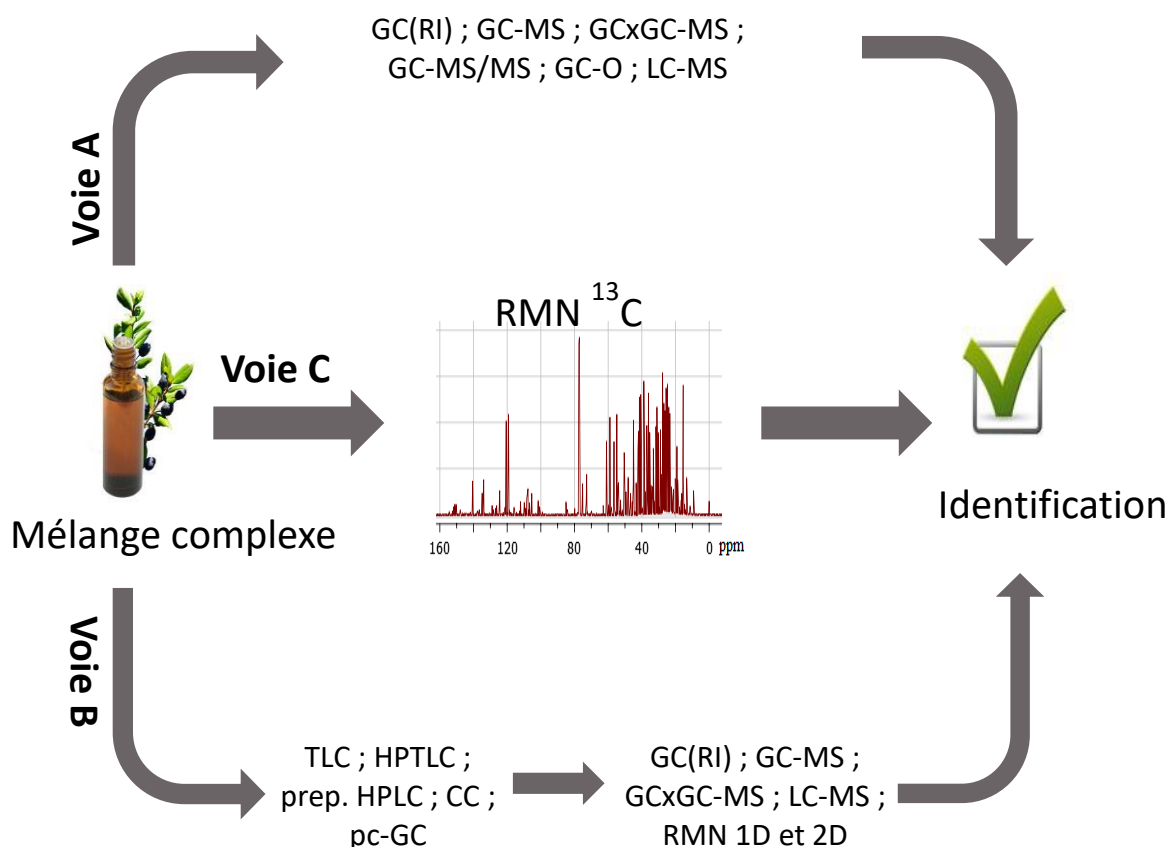 GC(RI) ; GC-MS ; GCxGC-MS ;
GC-MS/MS ; GC-O ; LC-MS
Voie A
RMN ¹³C
Voie C
160 120 80 40 0 ppm
Mélange complexe
Identification
Voie B
TLC ; HPTLC ;
prep. HPLC ; CC ;
pc-GC
GC(RI) ; GC-MS ;
GCxGC-MS ; LC-MS ;
RMN 1D et 2D